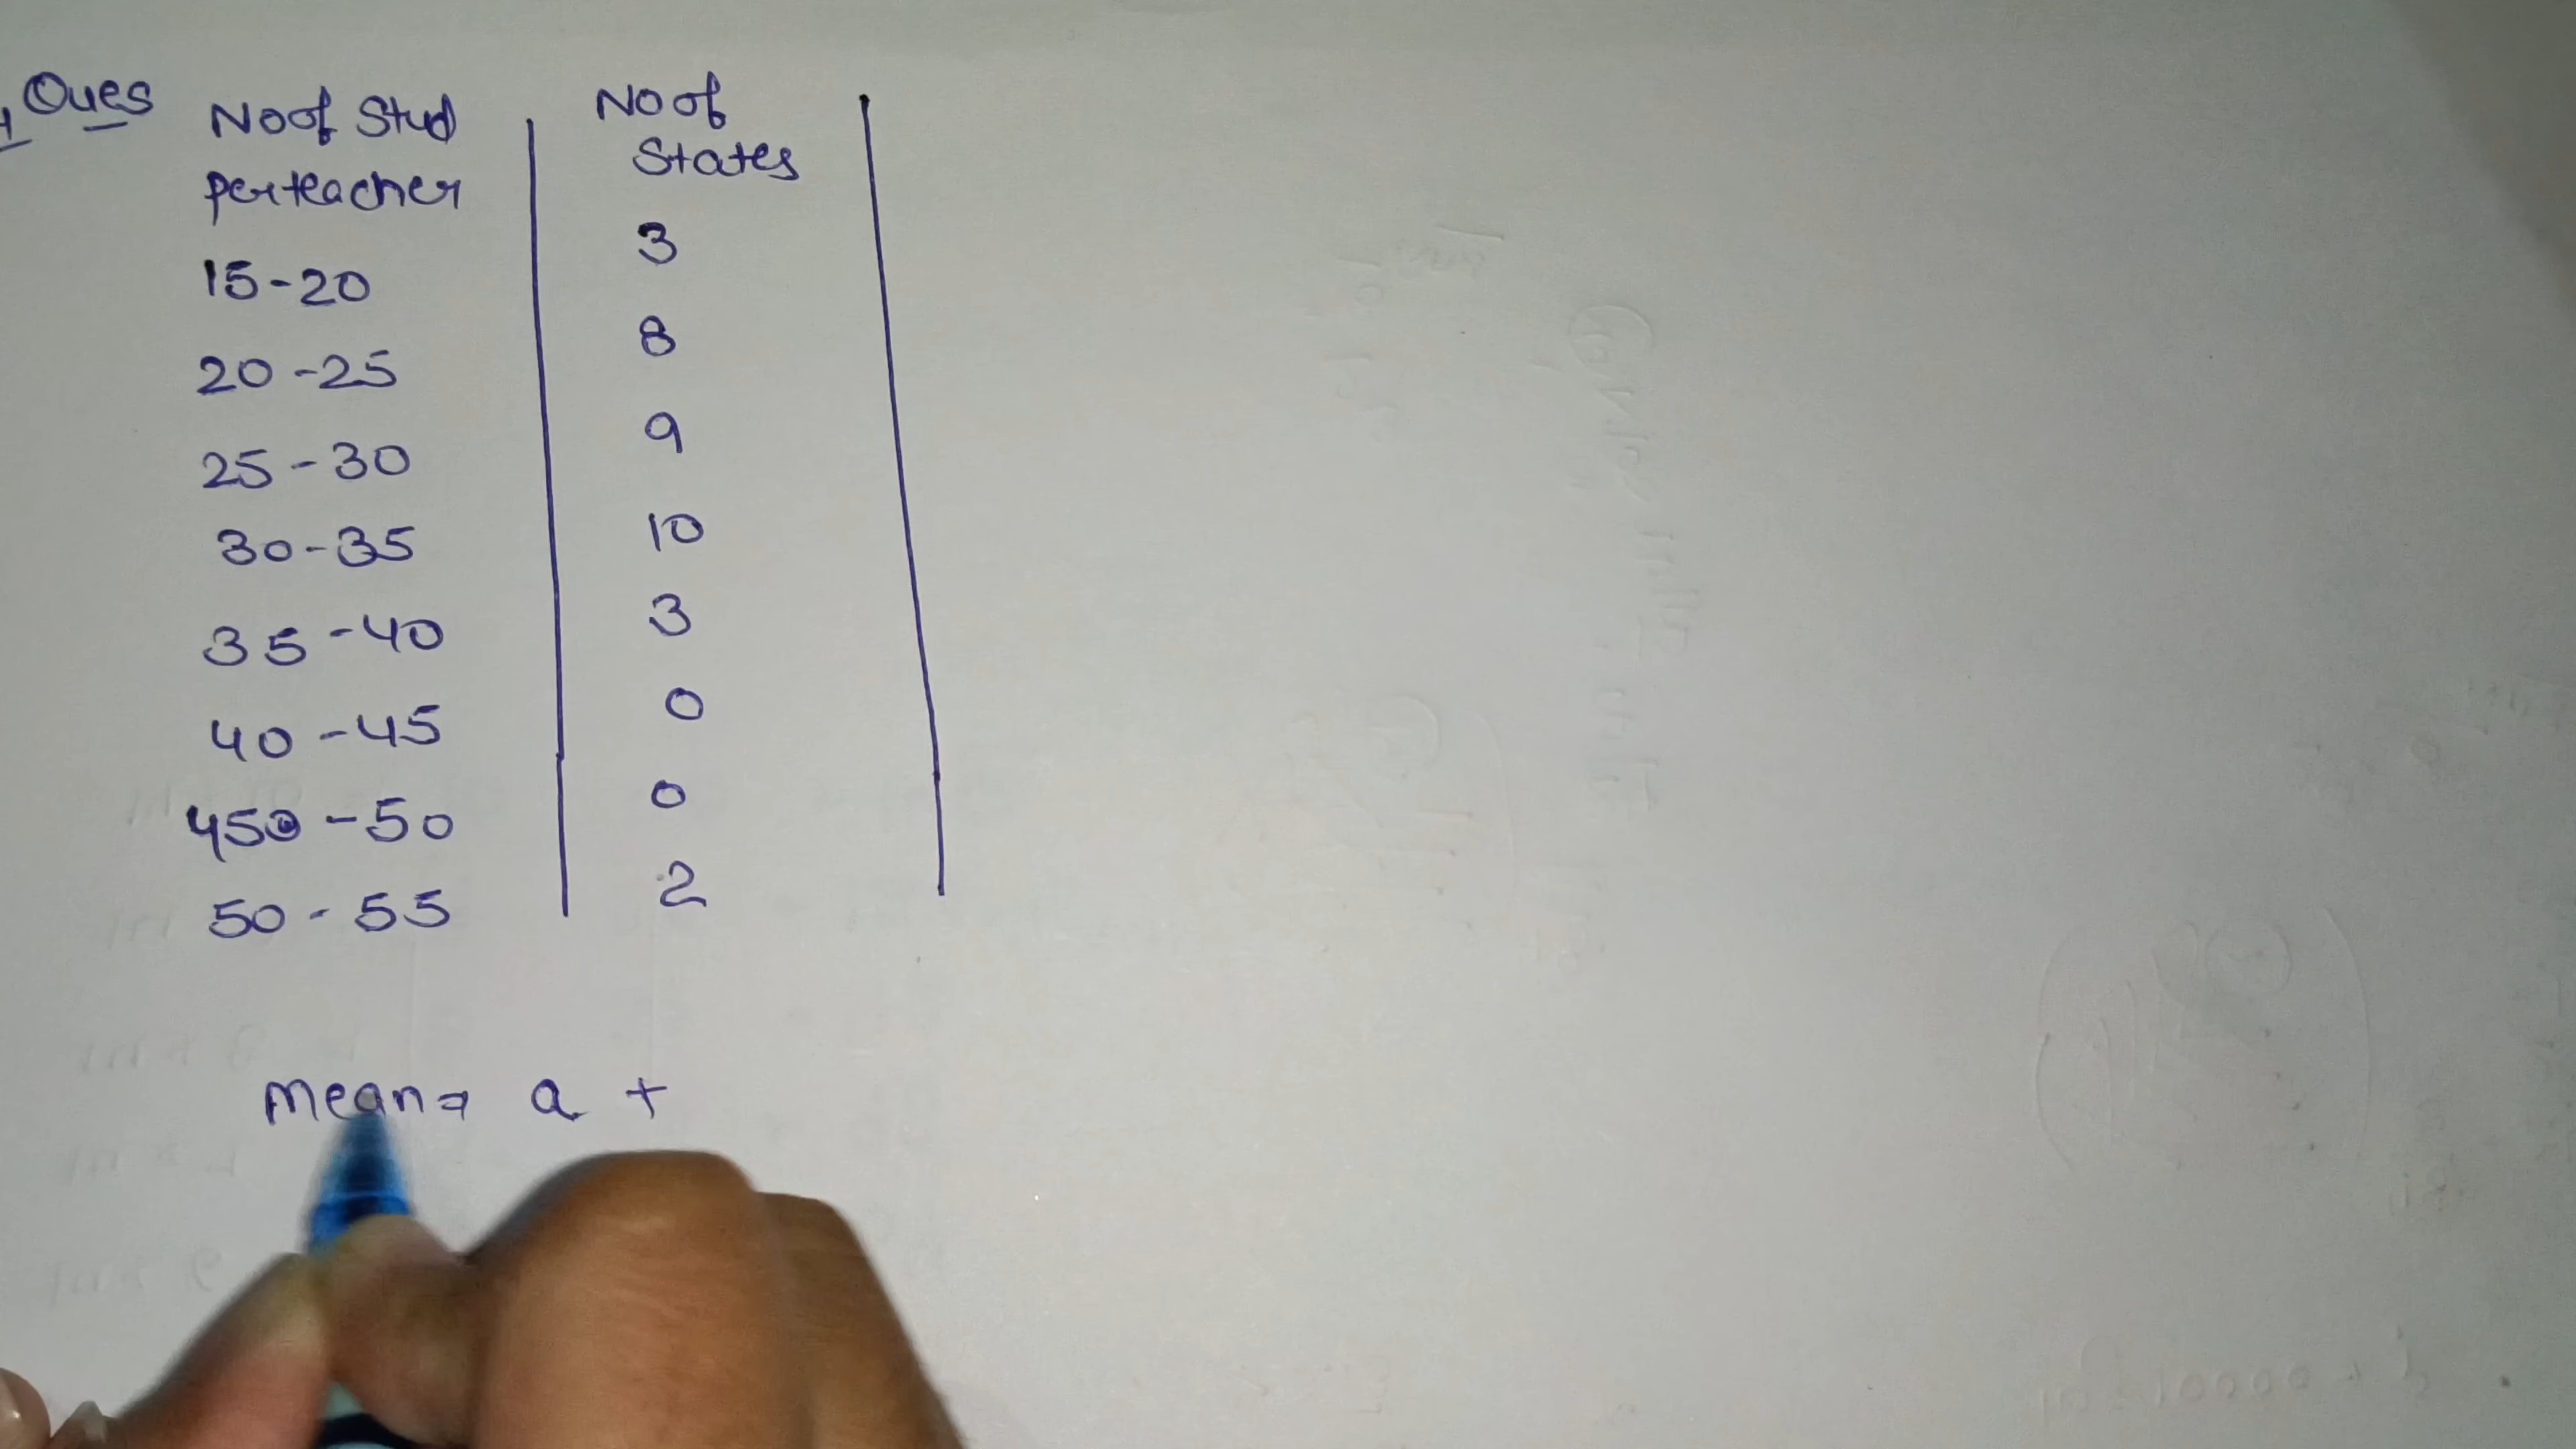 Ques
No of Stud No of
per teacher States
15-20 3
20-25 8
25-30 9
30-35 10
35-40 3
40-45 0
450-50 0
50-55 2
mean= a +